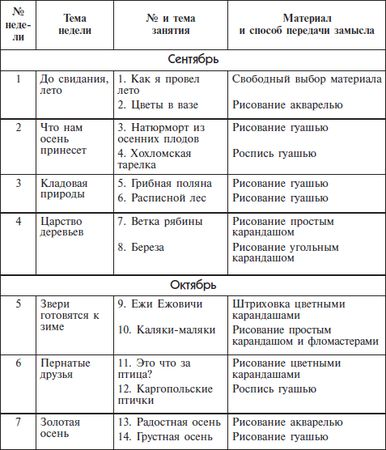 № неде-ли Тема недели № и тема занятия Материал и способ передачи замысла
Сентябрь
1 До свидания, лето 1. Как я провел лето Свободный выбор материала
2. Цветы в вазе Рисование акварелью
2 Что нам осень принесет 3. Натюрморт из осенних плодов Рисование гуашью
4. Хохломская тарелка Роспись гуашью
3 Кладовая природы 5. Грибная поляна Рисование гуашью
6. Расписной лес Рисование гуашью
4 Царство деревьев 7. Ветка рябины Рисование простым карандашом
8. Береза Рисование угольным карандашом
Октябрь
5 Звери готовятся к зиме 9. Ежи Ежовичи Штриховка цветными карандашами
10. Каляки-маляки Рисование простым карандашом и фломастерами
6 Пернатые друзья 11. Это что за птица? Рисование цветными карандашами
12. Каргопольские птички Роспись гуашью
7 Золотая осень 13. Радостная осень Рисование акварелью
14. Грустная осень Рисование гуашью